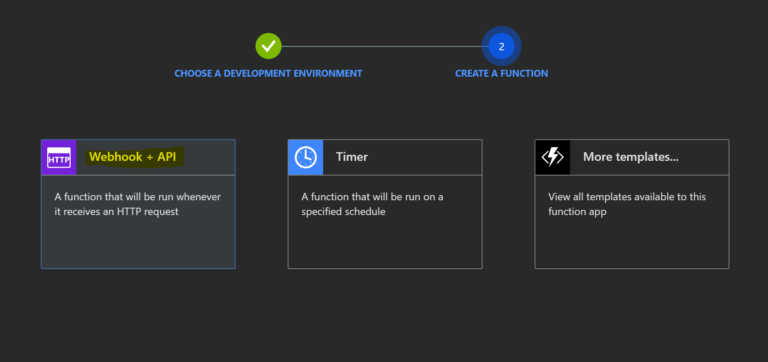 2
CHOOSE A DEVELOPMENT ENVIRONMENT
CREATE A FUNCTION
HTTP
Webhook + API
A function that will be run whenever
it receives an HTTP request
Timer
A function that will be run on a
specified schedule
More templates...
View all templates available to this
function app